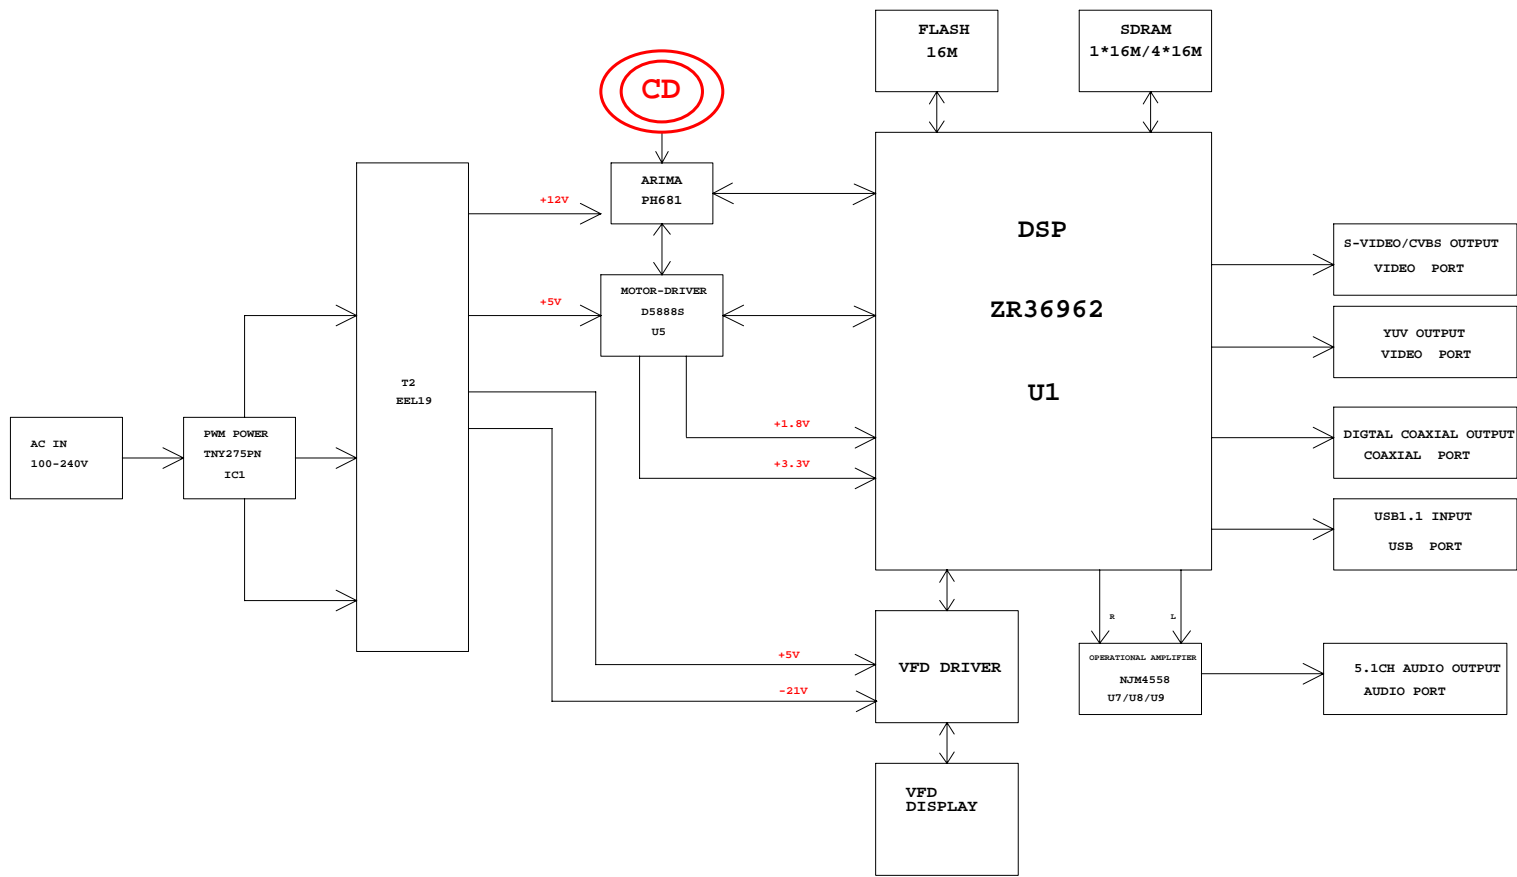 FLASH
16M
SDRAM
1*16M/4*16M
CD
ARIMA
PH681
+12V
DSP
ZR36962
U1
MOTOR-DRIVER
D5888S
U5
+5V
S-VIDEO/CVBS OUTPUT
VIDEO PORT
YUV OUTPUT
VIDEO PORT
T2
EEL19
AC IN
100-240V
PWM POWER
TNY275PN
IC1
+1.8V
+3.3V
DIGTAL COAXIAL OUTPUT
COAXIAL PORT
USB1.1 INPUT
USB PORT
R
L
+5V
-21V
VFD DRIVER
OPERATIONAL AMPLIFIER
NJM4558
U7/U8/U9
5.1CH AUDIO OUTPUT
AUDIO PORT
VFD
DISPLAY